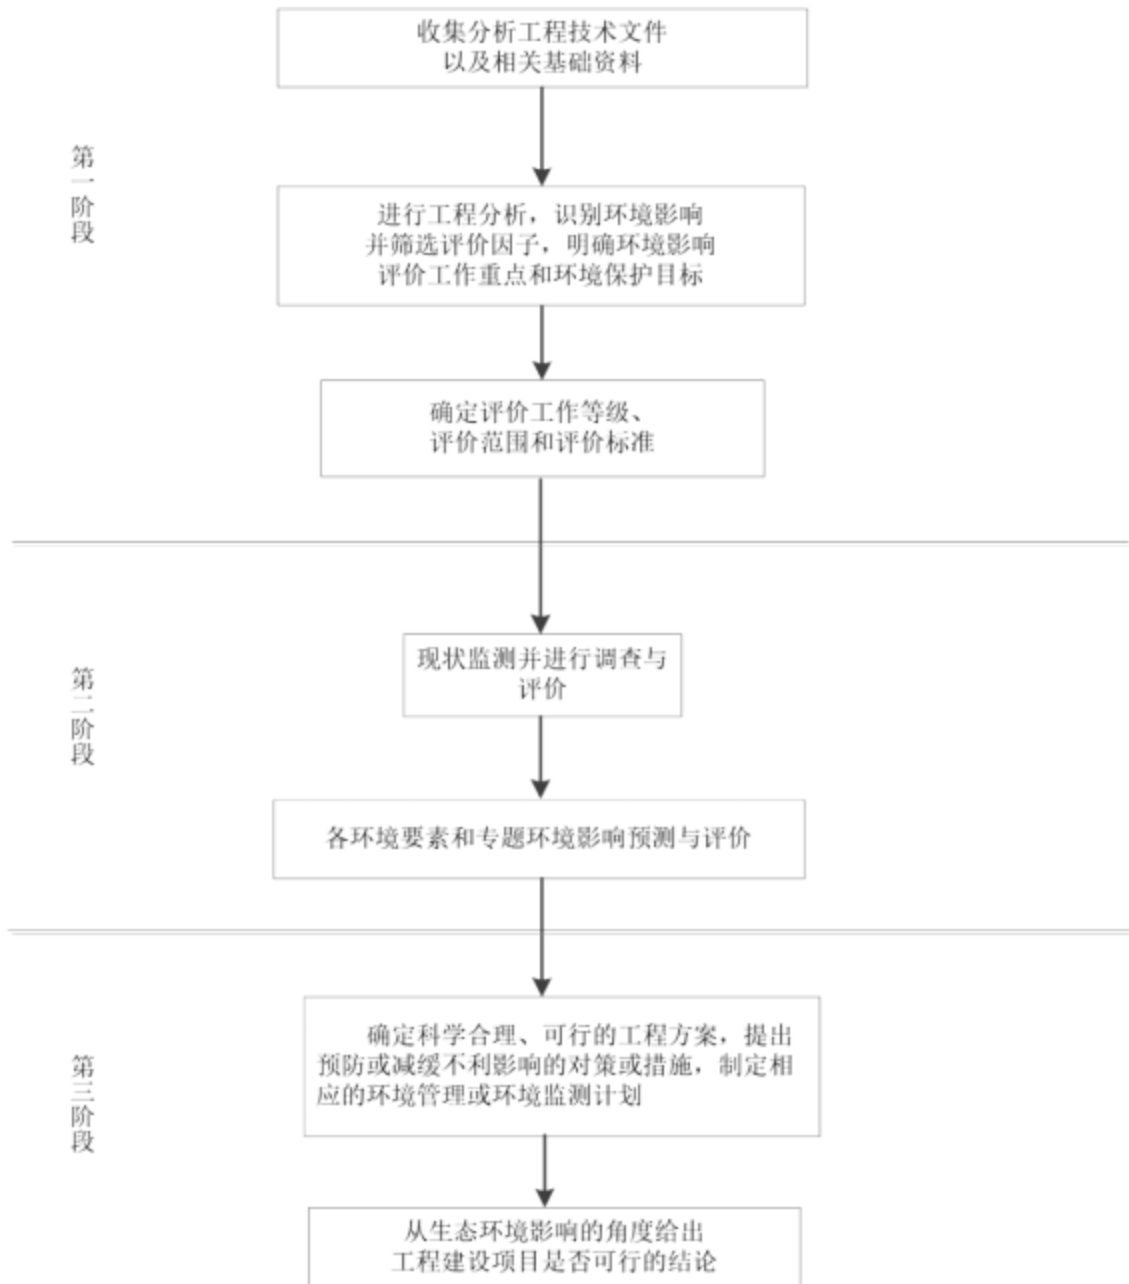 收集分析工程技术文件
以及相关基础资料
第一阶段
进行工程分析，识别环境影响
并筛选评价因子，明确环境影响
评价工作重点和环境保护目标
确定评价工作等级、
评价范围和评价标准
第二阶段
现状监测并进行调查与
评价
各环境要素和专题环境影响预测与评价
第三阶段
确定科学合理、可行的工程方案，提出
预防或减缓不利影响的对策或措施，制定相
应的环境管理或环境监测计划
从生态环境影响的角度给出
工程建设项目是否可行的结论